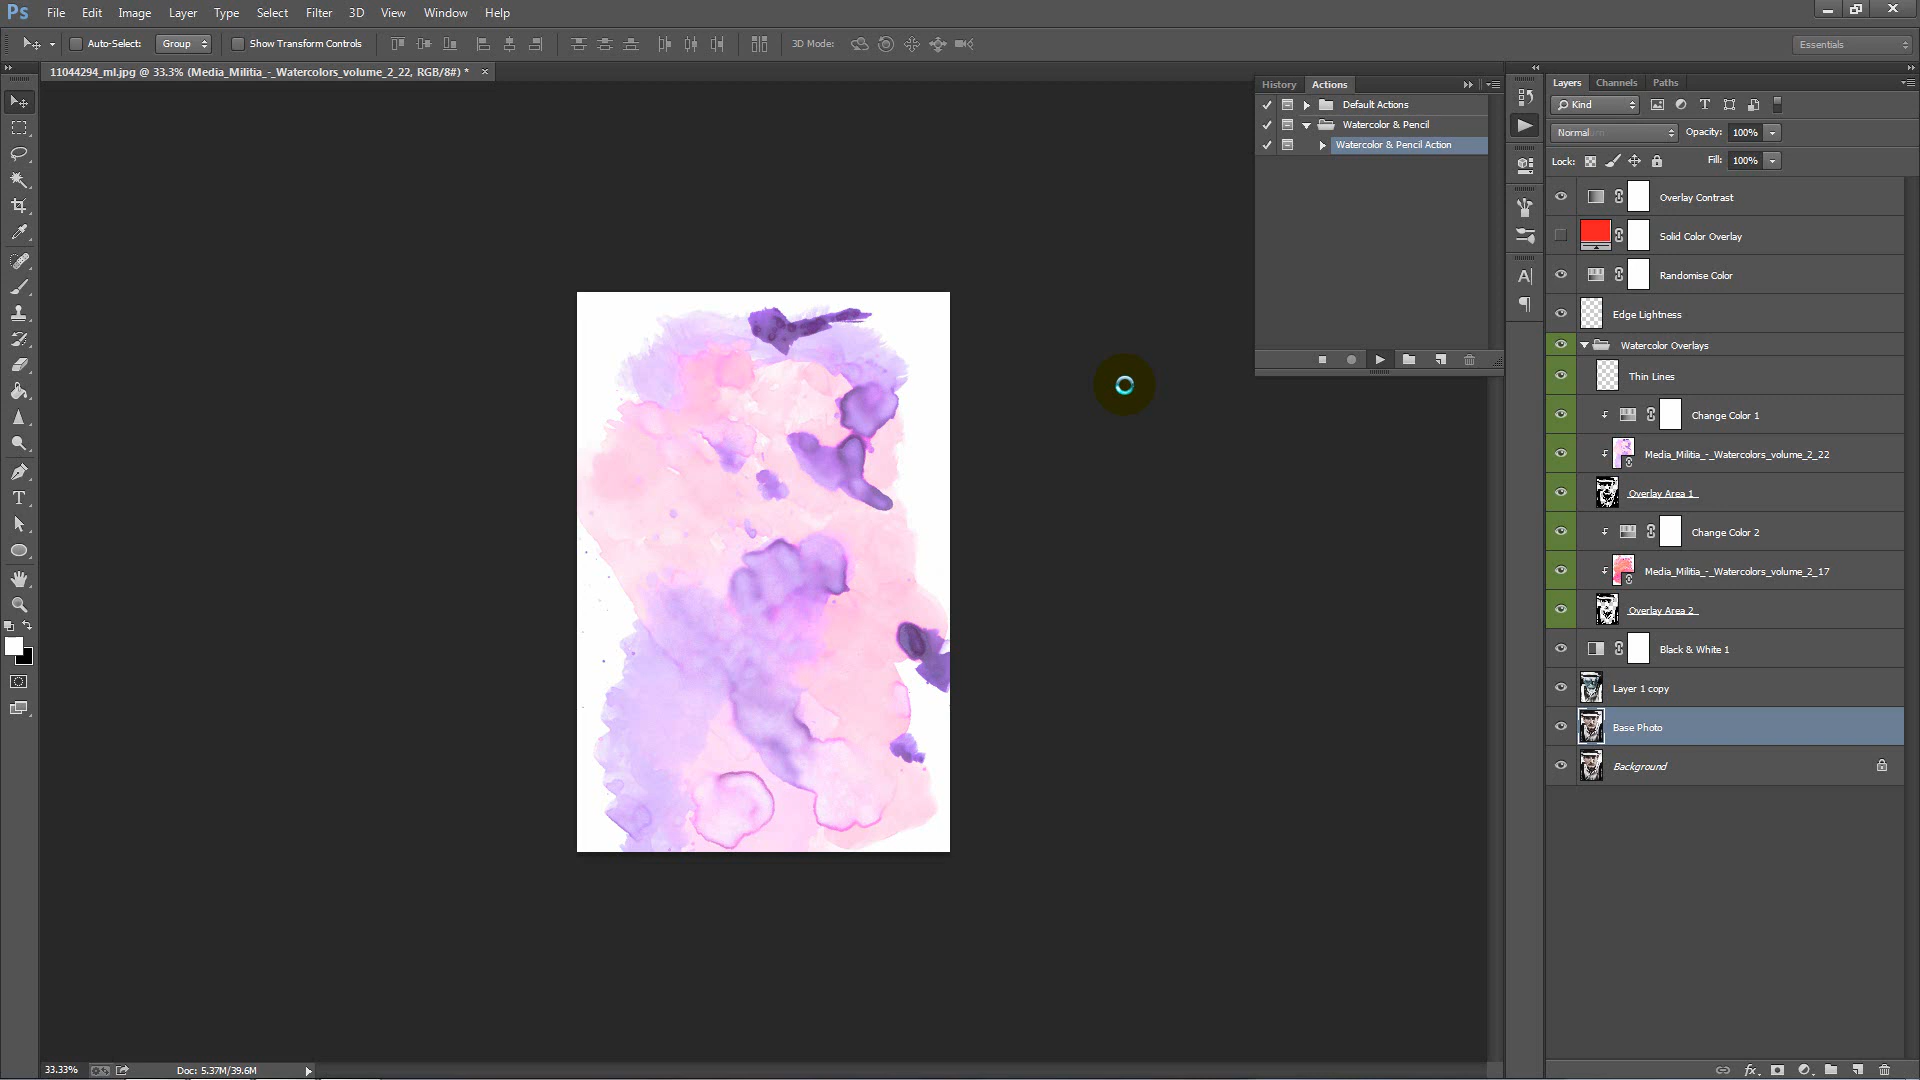 Ps File Edit Image Layer Type Select Filter 3D View Window Help
Auto-Select: Group Show Transform Controls 3D Mode: Essentials
11044294_ml.jpg @ 33.3% (Media_Militia_-_Watercolors_volume_2_22, RGB/8#) * ×
History Actions
Default Actions
Watercolor & Pencil
Watercolor & Pencil Action
Layers Channels Paths
Kind
Normal Opacity: 100%
Lock: Fill: 100%
Overlay Contrast
Solid Color Overlay
Randomise Color
Edge Lightness
Watercolor Overlays
Thin Lines
Change Color 1
Media_Militia_-_Watercolors_volume_2_22
Overlay Area 1
Change Color 2
Media_Militia_-_Watercolors_volume_2_17
Overlay Area 2
Black & White 1
Layer 1 copy
Base Photo
Background
33.33% Doc: 5.37M/39.6M